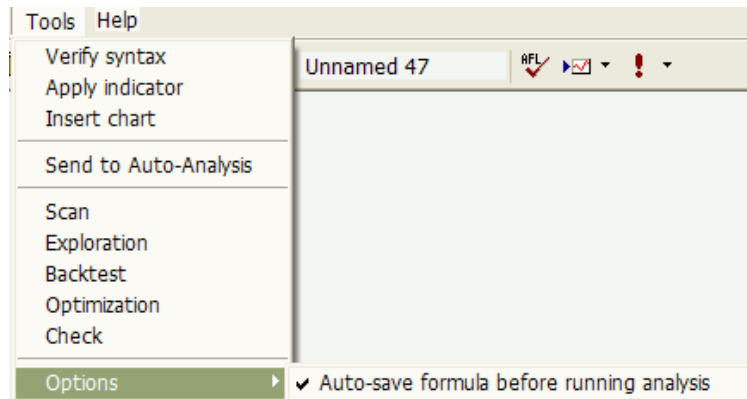 Tools Help
Verify syntax
Unnamed 47
AFL
Apply indicator
Insert chart
Send to Auto-Analysis
Scan
Exploration
Backtest
Optimization
Check
Options
Auto-save formula before running analysis